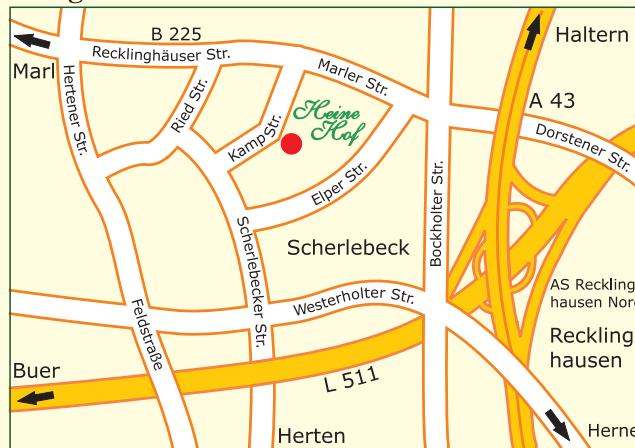 B 225
Haltern
Recklinghäuser Str.
Marl
Marler Str.
Hertener Str.
Ried Str.
A 43
Heine
Hof
Kamp Str.
Dorstener Str.
Elper Str.
Bockholter Str.
Scherlebecker Str.
Scherlebeck
AS Reckling
hausen Nor
Westerholter Str.
Feldstraße
Reckling
hausen
Buer
L 511
Herten
Herne